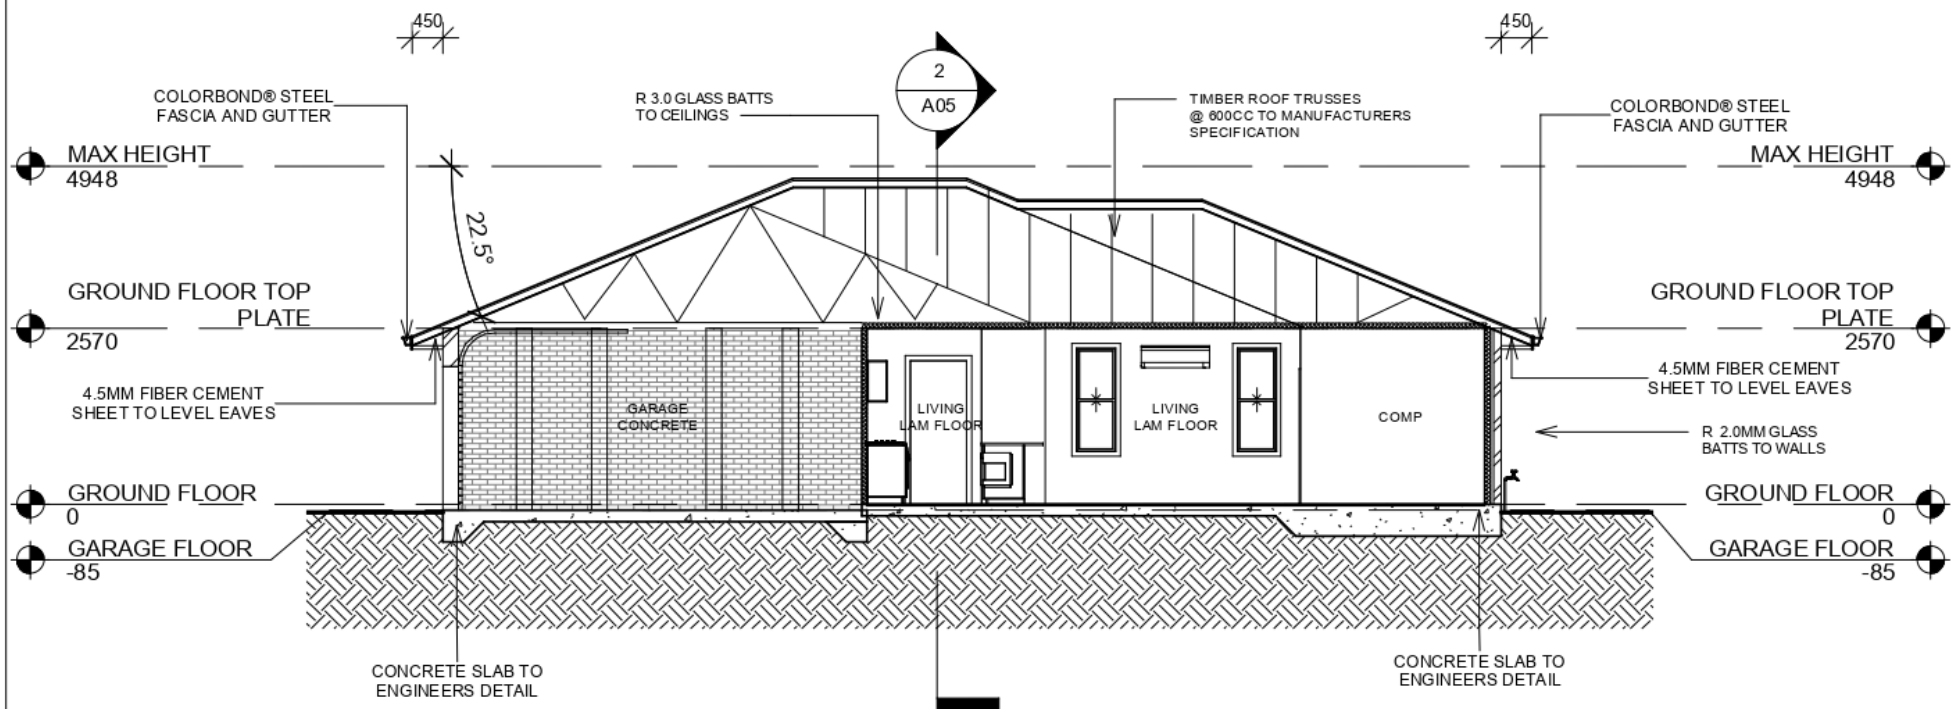 450
450
2
A05
COLORBOND® STEEL
FASCIA AND GUTTER
R 3.0 GLASS BATTS
TO CEILINGS
TIMBER ROOF TRUSSES
@ 600CC TO MANUFACTURERS
SPECIFICATION
COLORBOND® STEEL
FASCIA AND GUTTER
MAX HEIGHT
4948
MAX HEIGHT
4948
22.5°
GROUND FLOOR TOP
PLATE
2570
GROUND FLOOR TOP
PLATE
2570
4.5MM FIBER CEMENT
SHEET TO LEVEL EAVES
4.5MM FIBER CEMENT
SHEET TO LEVEL EAVES
GARAGE
CONCRETE
LIVING
LAM FLOOR
LIVING
LAM FLOOR
COMP
R 2.0MM GLASS
BATTS TO WALLS
GROUND FLOOR
0
GROUND FLOOR
0
GARAGE FLOOR
-85
GARAGE FLOOR
-85
CONCRETE SLAB TO
ENGINEERS DETAIL
CONCRETE SLAB TO
ENGINEERS DETAIL